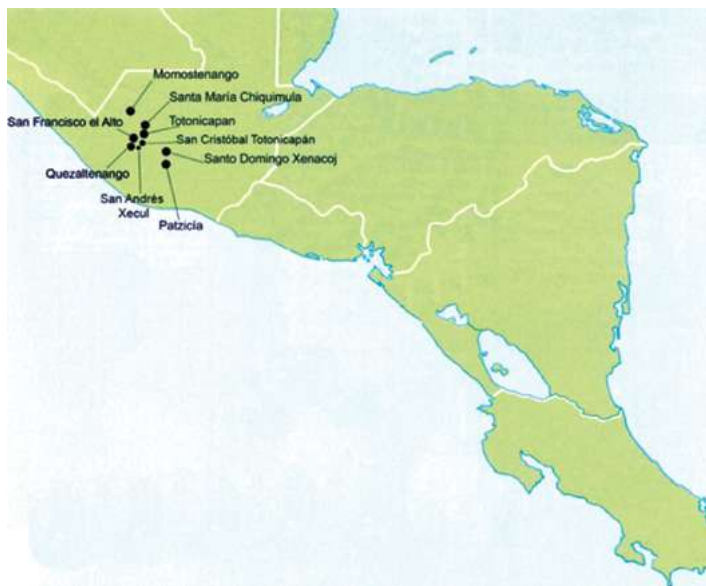 Momostenango
Santa María Chiquimula
Totonicapan
San Francisco el Alto
San Cristóbal Totonicapán
Santo Domingo Xenacoj
Quezaltenango
San Andrés
Xecul
Patzicía